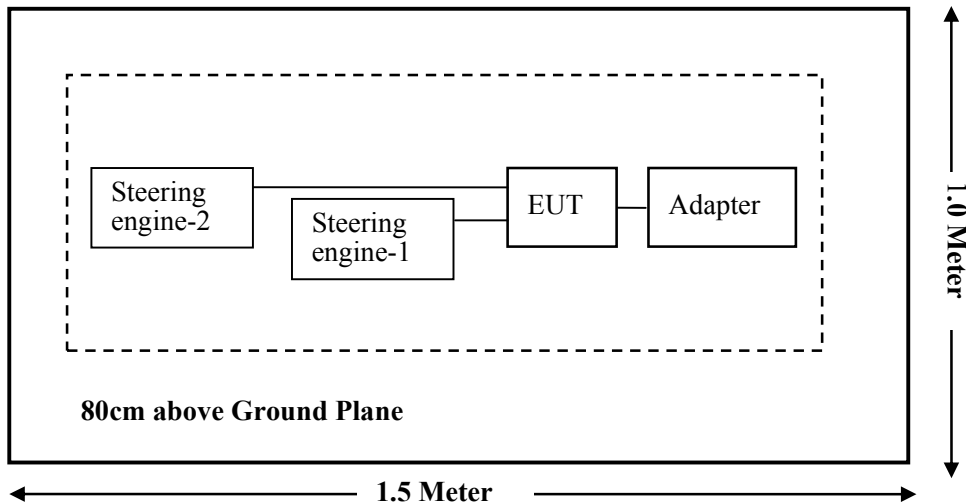 Steering
engine-2
Steering
engine-1
EUT
Adapter
1.0 Meter
80cm above Ground Plane
1.5 Meter